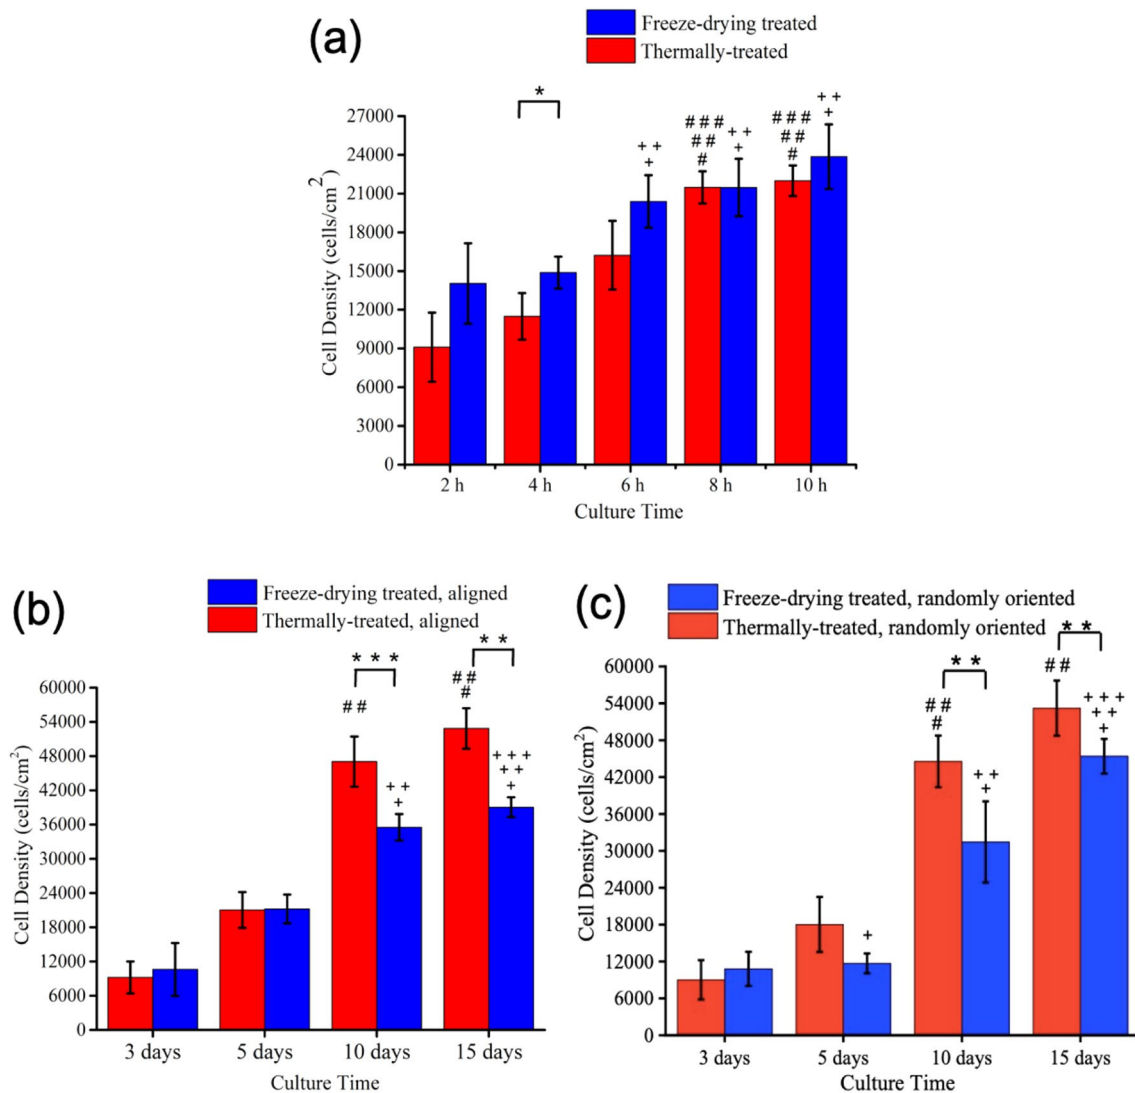 (a)
Freeze-drying treated
Thermally-treated
*
27000
24000
21000
18000
15000
12000
9000
6000
3000
0
Cell Density (cells/cm²)
+ +
+
# # #
# #
#
+ +
+
# # #
# #
#
+ +
+
2 h
4 h
6 h
8 h
10 h
Culture Time
(b)
Freeze-drying treated, aligned
Thermally-treated, aligned
60000
54000
48000
42000
36000
30000
24000
18000
12000
6000
0
Cell Density (cells/cm²)
* * *
# #
+ +
+
* *
# #
#
+ + +
+ +
+
3 days
5 days
10 days
15 days
Culture Time
(c)
Freeze-drying treated, randomly oriented
Thermally-treated, randomly oriented
60000
54000
48000
42000
36000
30000
24000
18000
12000
6000
0
Cell Density (cells/cm²)
+
* *
# #
#
+ +
+
* *
# #
+ + +
+ +
+
3 days
5 days
10 days
15 days
Culture Time